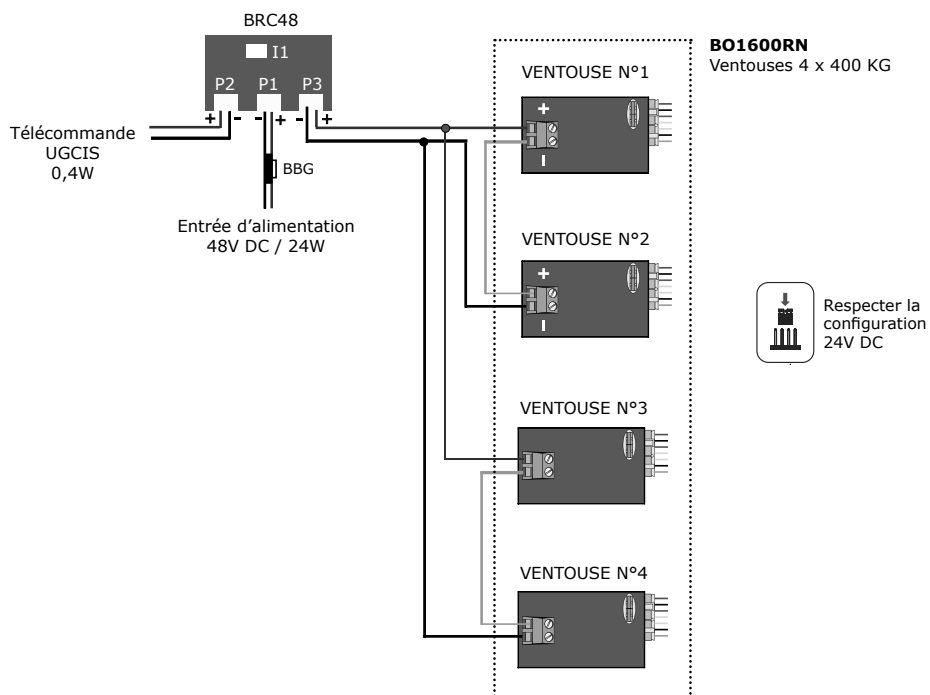 BRC48
I1
P2 P1 P3
+ - - + - +
Télécommande
UGCIS
0,4W
BBG
Entrée d'alimentation
48V DC / 24W
BO1600RN
Ventouses 4 x 400 KG
VENTOUSE N°1
+
-
VENTOUSE N°2
+
-
Respecter la
configuration
24V DC
VENTOUSE N°3
VENTOUSE N°4